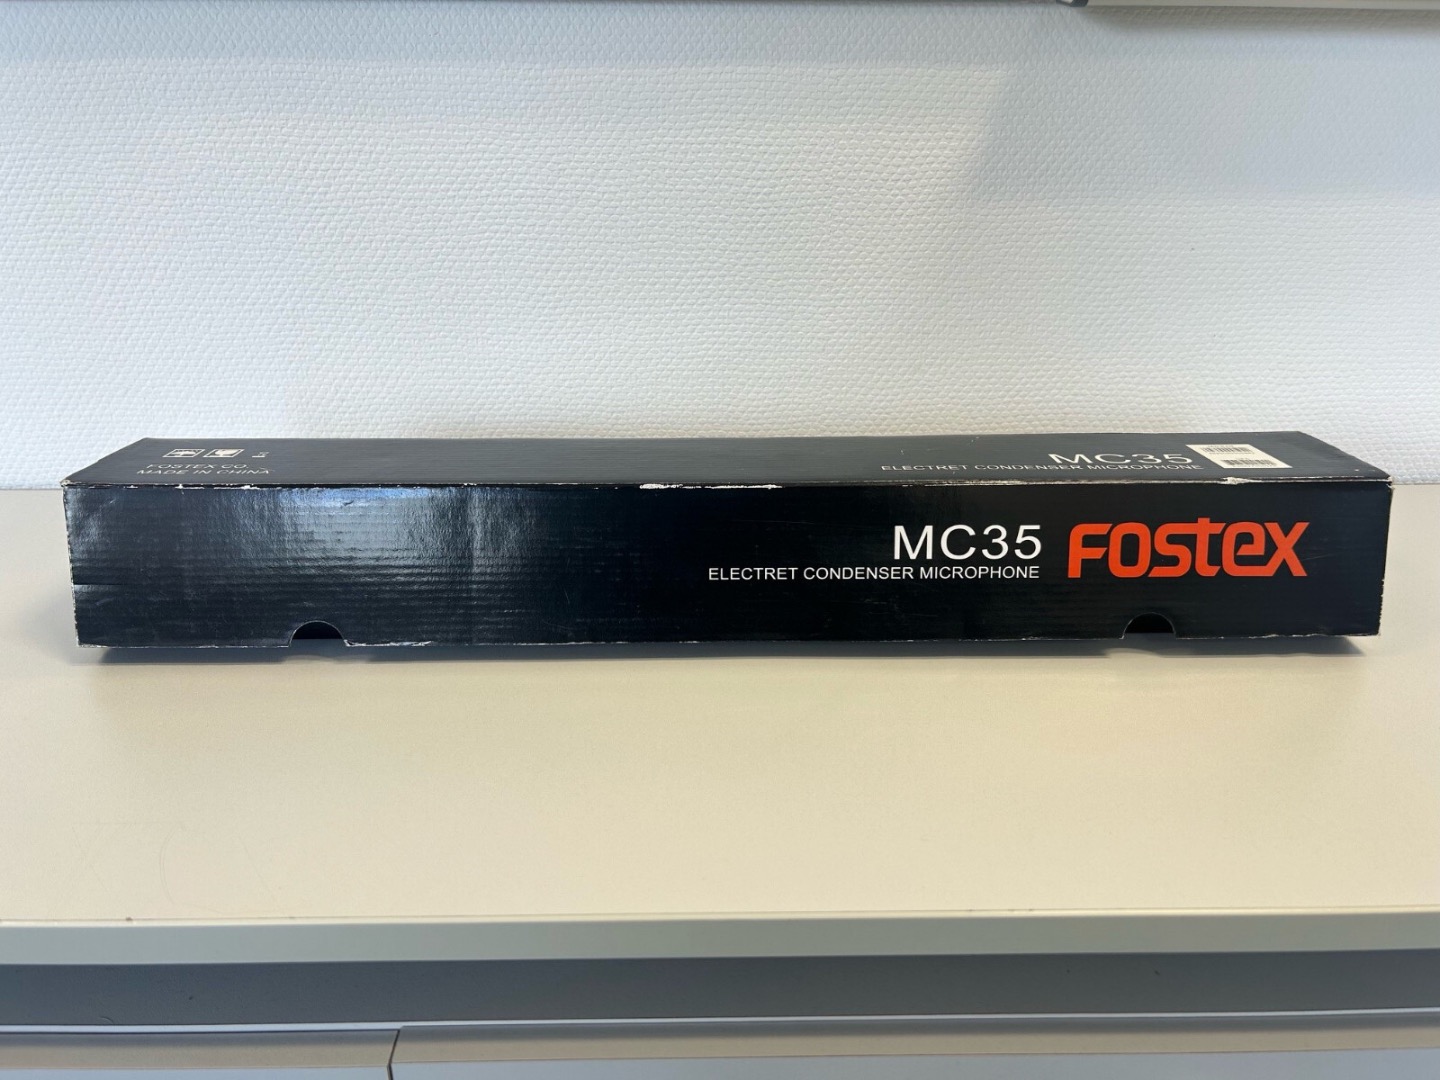 FOSTEX CO.
MADE IN CHINA
MC35
ELECTRET CONDENSER MICROPHONE
MC35
ELECTRET CONDENSER MICROPHONE
FOSTEX